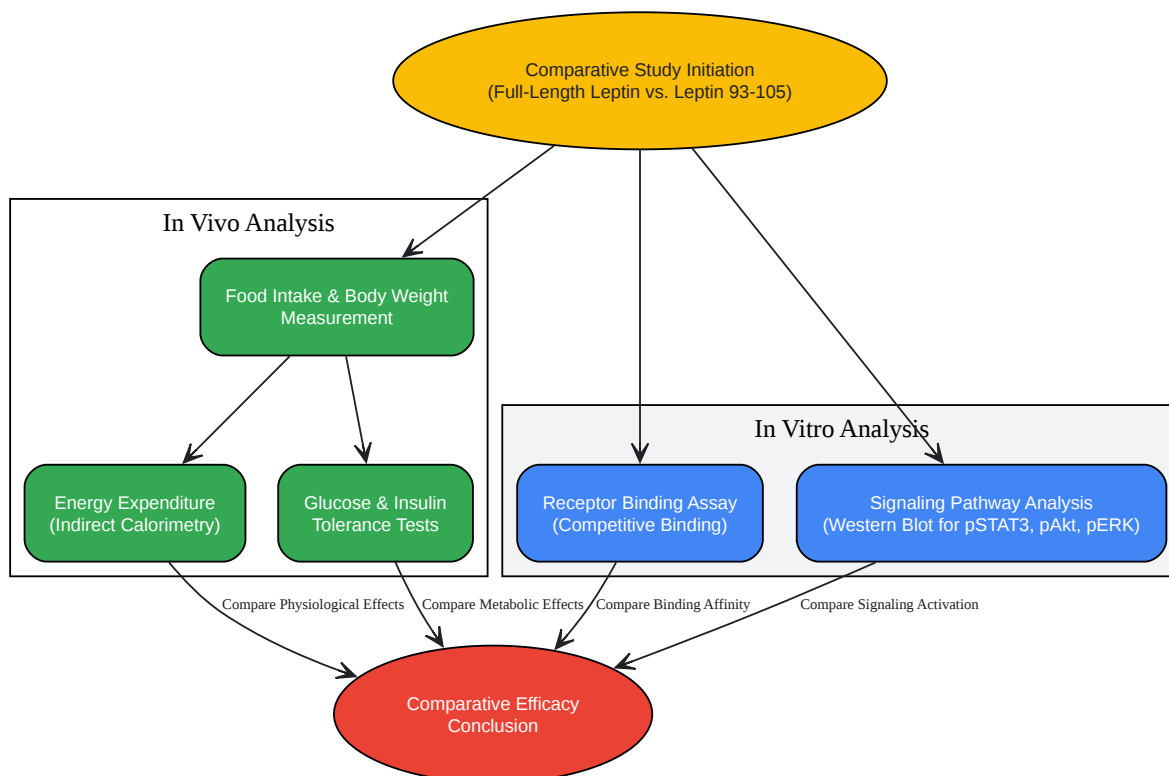 Comparative Study Initiation
(Full-Length Leptin vs. Leptin 93-105)
In Vivo Analysis
Food Intake & Body Weight
Measurement
In Vitro Analysis
Energy Expenditure
(Indirect Calorimetry)
Glucose & Insulin
Tolerance Tests
Receptor Binding Assay
(Competitive Binding)
Signaling Pathway Analysis
(Western Blot for pSTAT3, pAkt, pERK)
Compare Physiological Effects
Compare Metabolic Effects
Compare Binding Affinity
Compare Signaling Activation
Comparative Efficacy
Conclusion